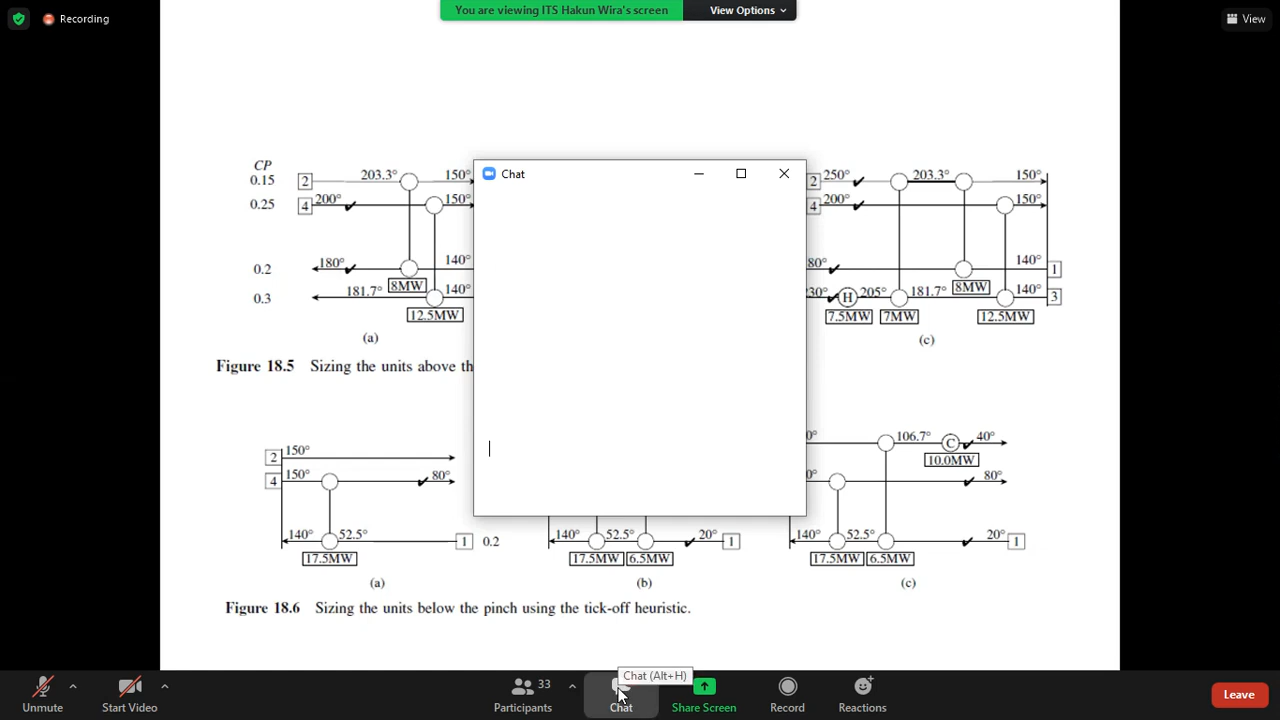 Recording
You are viewing ITS Hakun Wira's screen
View Options
View
CP
0.15 2 203.3° 150°
0.25 4 200° 150°
0.2 180° 140°
8MW
0.3 181.7° 140°
12.5MW
(a)
2 250° 203.3° 150°
4 200° 150°
80° 140° 1
8MW
30° H 205° 181.7° 140° 3
7.5MW 7MW 12.5MW
(c)
Figure 18.5 Sizing the units above th
Chat
2 150°
4 150° 80°
140° 52.5° 1 0.2
17.5MW
(a)
140° 52.5° 20° 1
17.5MW 6.5MW
(b)
0° 106.7° C 40°
10.0MW
0° 80°
140° 52.5° 20° 1
17.5MW 6.5MW
(c)
Figure 18.6 Sizing the units below the pinch using the tick-off heuristic.
Chat (Alt+H)
Unmute
Start Video
33
Participants
Chat
Share Screen
Record
Reactions
Leave